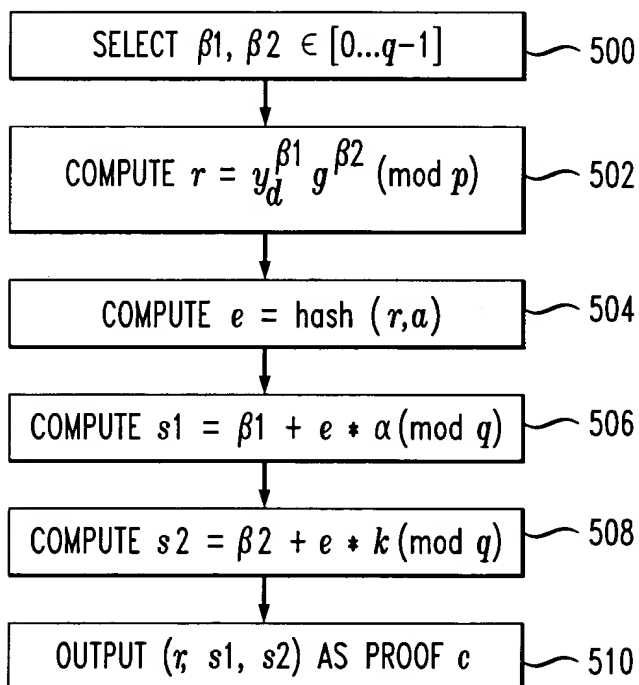 SELECT β1, β2 ∈ [0...q−1]
500
COMPUTE r = y_d^β1 g^β2 (mod p)
502
COMPUTE e = hash (r,a)
504
COMPUTE s1 = β1 + e * α (mod q)
506
COMPUTE s2 = β2 + e * k (mod q)
508
OUTPUT (r, s1, s2) AS PROOF c
510